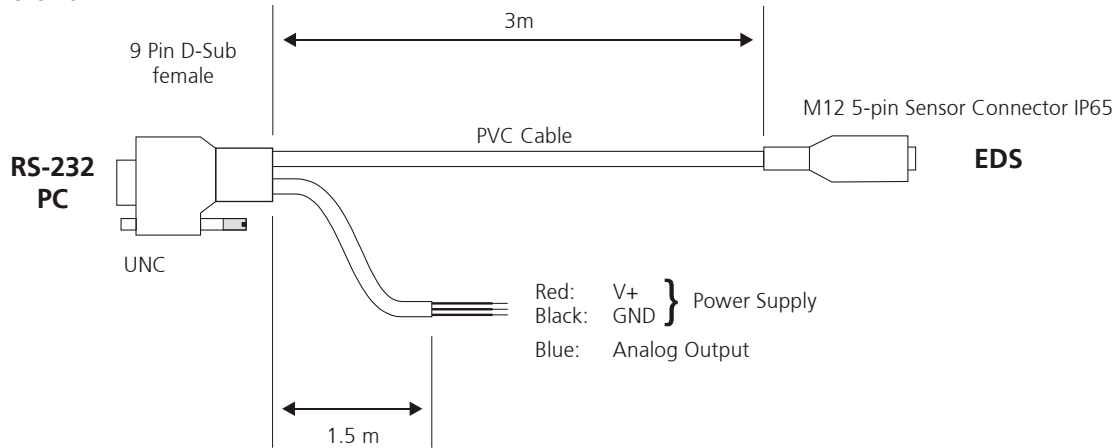 3m
9 Pin D-Sub
female
M12 5-pin Sensor Connector IP65
PVC Cable
RS-232
PC
EDS
UNC
Red: V+
Black: GND
} Power Supply
Blue: Analog Output
1.5 m